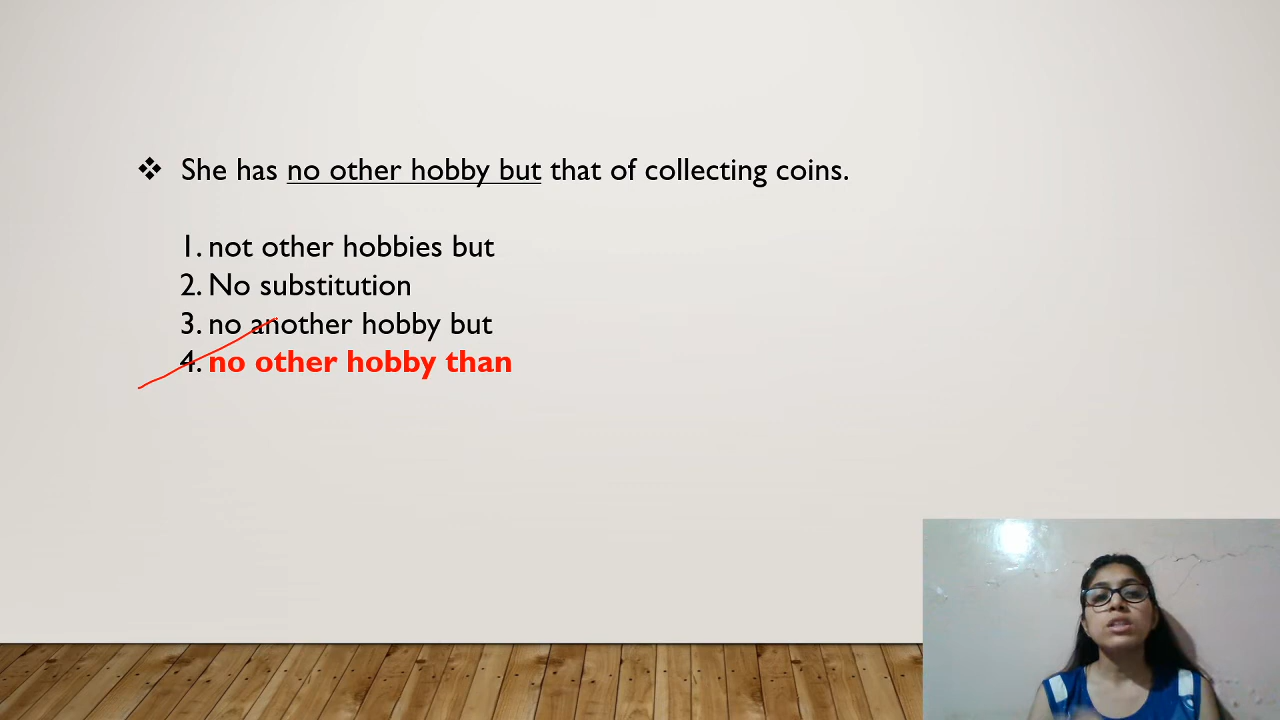 ❖ She has no other hobby but that of collecting coins.
1. not other hobbies but
2. No substitution
3. no another hobby but
4. no other hobby than